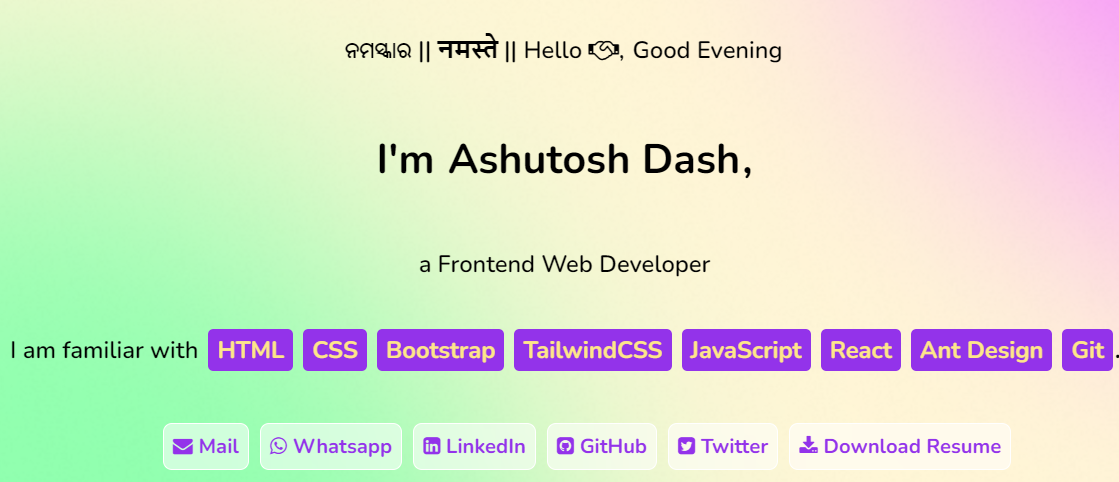 ନମସ୍କାର || नमस्ते || Hello, Good Evening
I'm Ashutosh Dash,
a Frontend Web Developer
I am familiar with HTML CSS Bootstrap TailwindCSS JavaScript React Ant Design Git .
Mail Whatsapp LinkedIn GitHub Twitter Download Resume